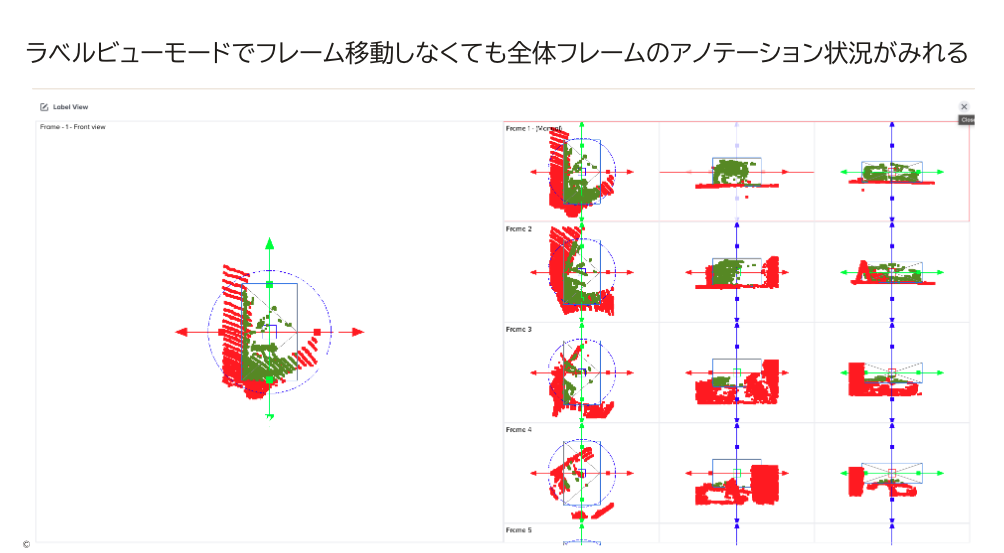 ラベルビューモードでフレーム移動しなくても全体フレームのアノテーション状況がみれる
Label View
Close
Frame - 1 - Front view
Frame 1 - [Manual]
Frame 2
Frame 3
Frame 4
Frame 5
©